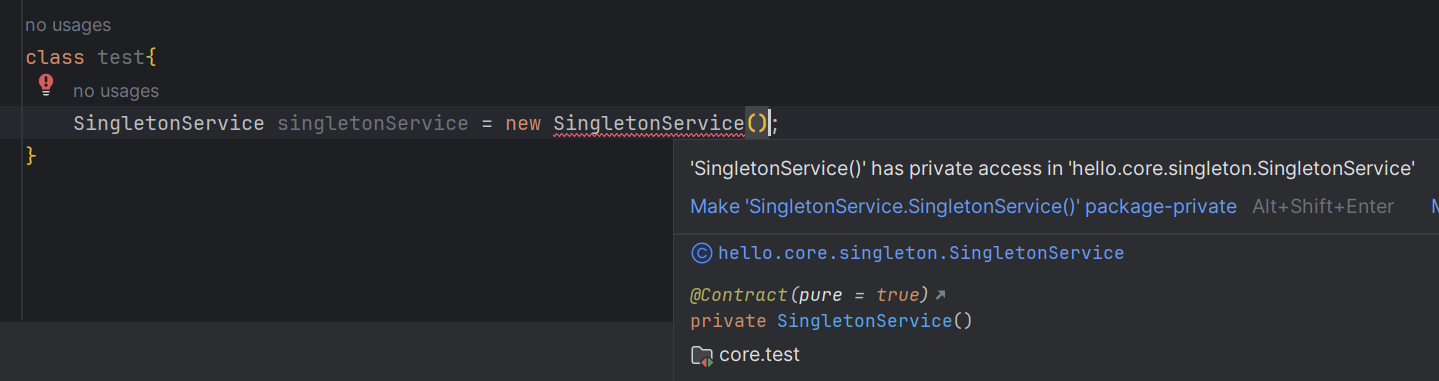 no usages
class test{
no usages
SingletonService singletonService = new SingletonService();
}
'SingletonService()' has private access in 'hello.core.singleton.SingletonService'
Make 'SingletonService.SingletonService()' package-private Alt+Shift+Enter
hello.core.singleton.SingletonService
@Contract(pure = true)
private SingletonService()
core.test